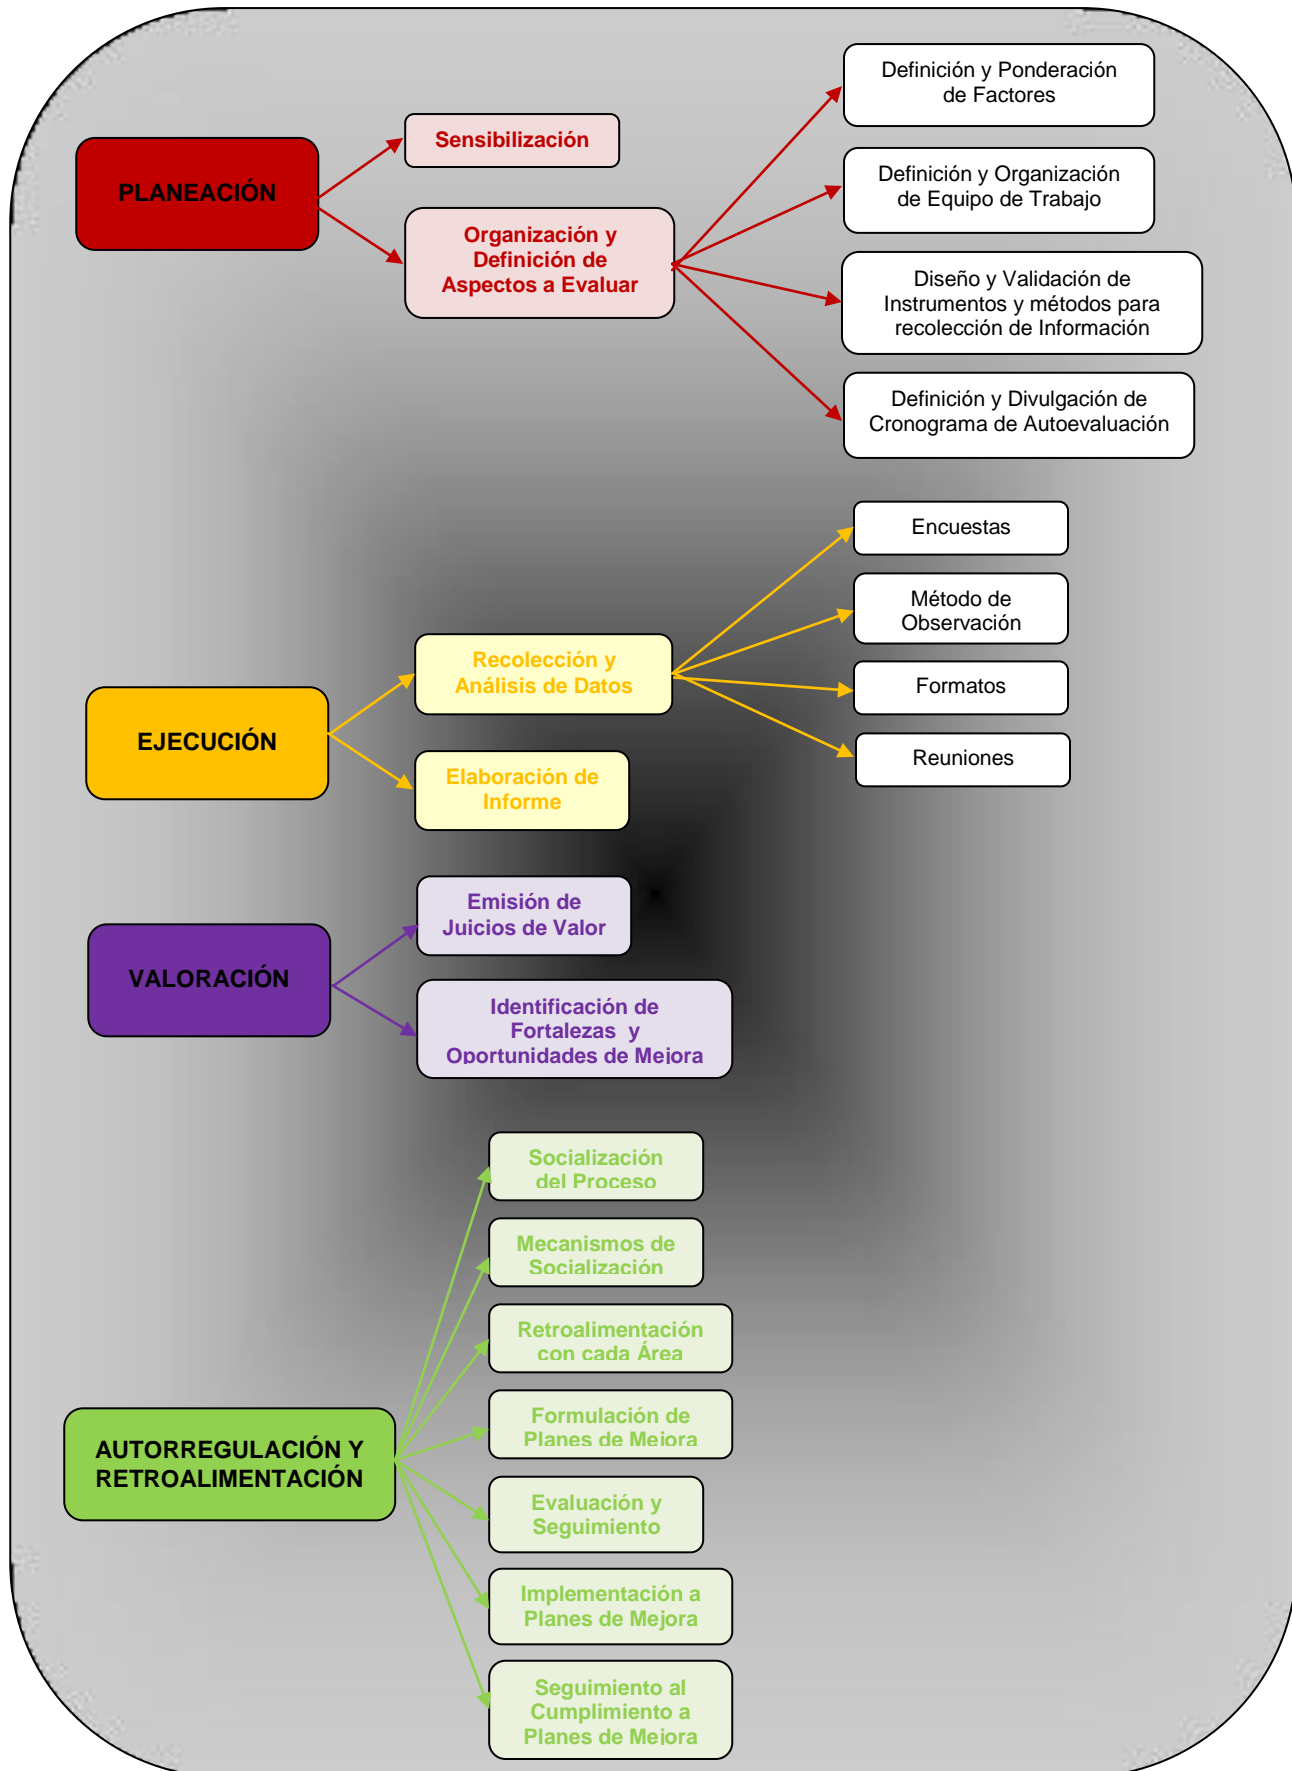 PLANEACIÓN
Sensibilización
Organización y
Definición de
Aspectos a Evaluar
Definición y Ponderación
de Factores
Definición y Organización
de Equipo de Trabajo
Diseño y Validación de
Instrumentos y métodos para
recolección de Información
Definición y Divulgación de
Cronograma de Autoevaluación
EJECUCIÓN
Recolección y
Análisis de Datos
Elaboración de
Informe
Encuestas
Método de
Observación
Formatos
Reuniones
VALORACIÓN
Emisión de
Juicios de Valor
Identificación de
Fortalezas y
Oportunidades de Mejora
AUTORREGULACIÓN Y
RETROALIMENTACIÓN
Socialización
del Proceso
Mecanismos de
Socialización
Retroalimentación
con cada Área
Formulación de
Planes de Mejora
Evaluación y
Seguimiento
Implementación a
Planes de Mejora
Seguimiento al
Cumplimiento a
Planes de Mejora